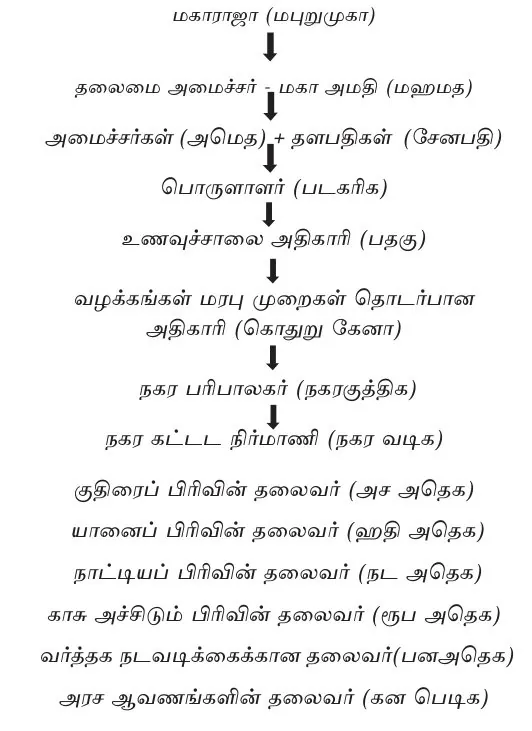 மகாராஜா (மபுறுமுகா)
தலைமை அமைச்சர் - மகா அமதி (மஹமத)
அமைச்சர்கள் (அமெத) + தளபதிகள் (சேனபதி)
பொருளாளர் (படகரிக)
உணவுச்சாலை அதிகாரி (பதகு)
வழக்கங்கள் மரபு முறைகள் தொடர்பான
அதிகாரி (கொதுறு கேனா)
நகர பரிபாலகர் (நகரகுத்திக)
நகர கட்டட நிர்மாணி (நகர வடிக)
குதிரைப் பிரிவின் தலைவர் (அச அதெக)
யானைப் பிரிவின் தலைவர் (ஹதி அதெக)
நாட்டியப் பிரிவின் தலைவர் (நட அதெக)
காசு அச்சிடும் பிரிவின் தலைவர் (ரூப அதெக)
வர்த்தக நடவடிக்கைக்கான தலைவர்(பனஅதெக)
அரச ஆவணங்களின் தலைவர் (கன பெடிக)